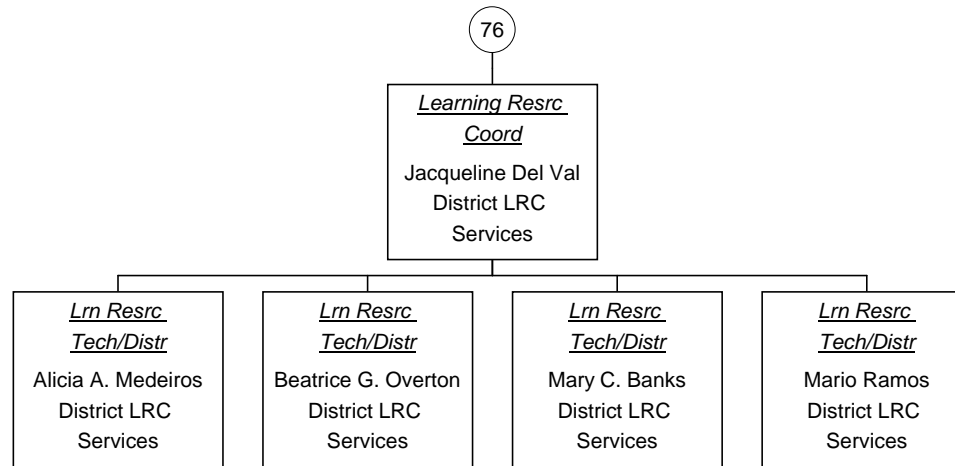 76
Learning Resrc
Coord
Jacqueline Del Val
District LRC
Services
Lrn Resrc
Tech/Distr
Alicia A. Medeiros
District LRC
Services
Lrn Resrc
Tech/Distr
Beatrice G. Overton
District LRC
Services
Lrn Resrc
Tech/Distr
Mary C. Banks
District LRC
Services
Lrn Resrc
Tech/Distr
Mario Ramos
District LRC
Services